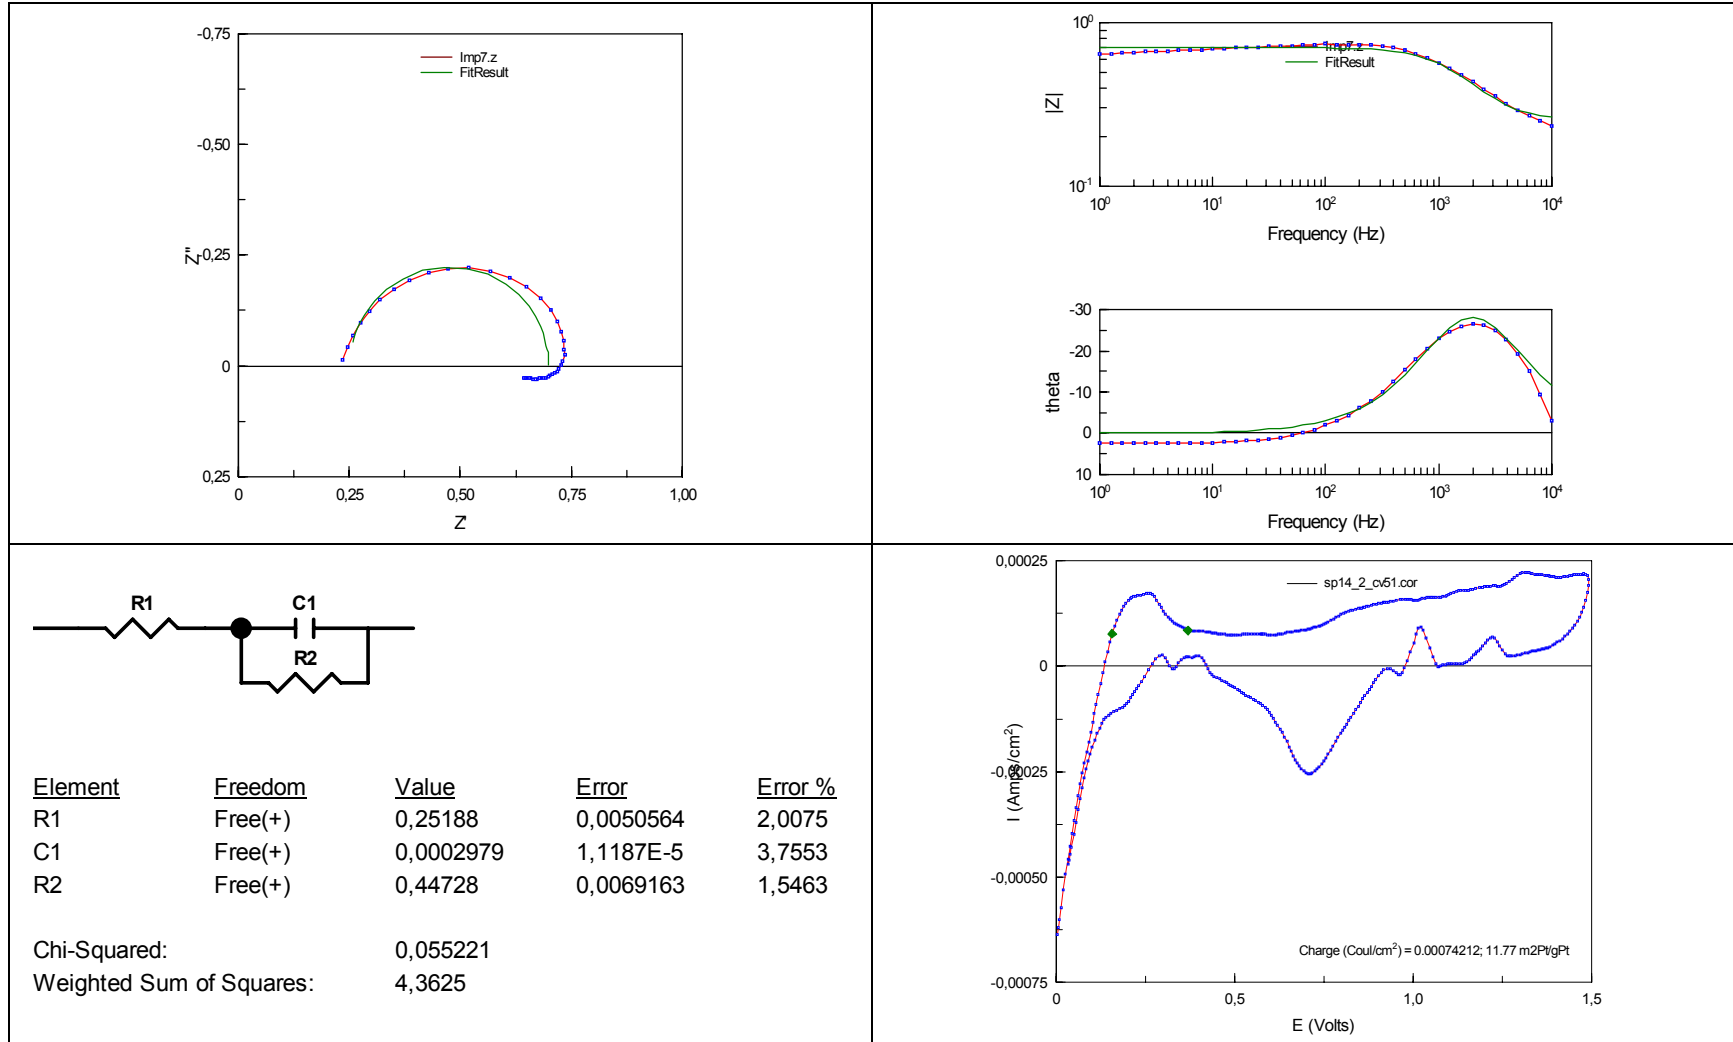 -0,75
-0,50
-0,25
0
0,25
Z''
Imp7.z
FitResult
0 0,25 0,50 0,75 1,00
Z'
10^0
10^-1
|Z|
Imp7.z
FitResult
10^0 10^1 10^2 10^3 10^4
Frequency (Hz)
-30
-20
-10
0
10
theta
10^0 10^1 10^2 10^3 10^4
Frequency (Hz)
R1 C1
R2
Element Freedom Value Error Error %
R1 Free(+) 0,25188 0,0050564 2,0075
C1 Free(+) 0,0002979 1,1187E-5 3,7553
R2 Free(+) 0,44728 0,0069163 1,5463
Chi-Squared: 0,055221
Weighted Sum of Squares: 4,3625
0,00025
0
-0,00025
-0,00050
-0,00075
I (Amps/cm²)
sp14_2_cv51.cor
Charge (Coul/cm²) = 0.00074212; 11.77 m2Pt/gPt
0 0,5 1,0 1,5
E (Volts)